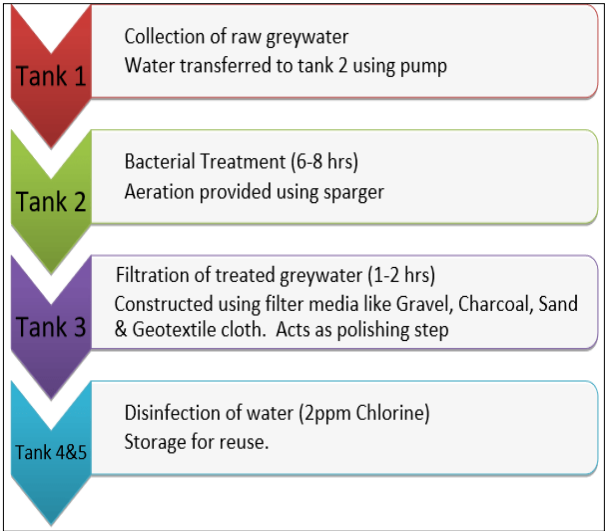 Tank 1
Collection of raw greywater
Water transferred to tank 2 using pump
Tank 2
Bacterial Treatment (6-8 hrs)
Aeration provided using sparger
Tank 3
Filtration of treated greywater (1-2 hrs)
Constructed using filter media like Gravel, Charcoal, Sand
& Geotextile cloth.  Acts as polishing step
Tank 4&5
Disinfection of water (2ppm Chlorine)
Storage for reuse.